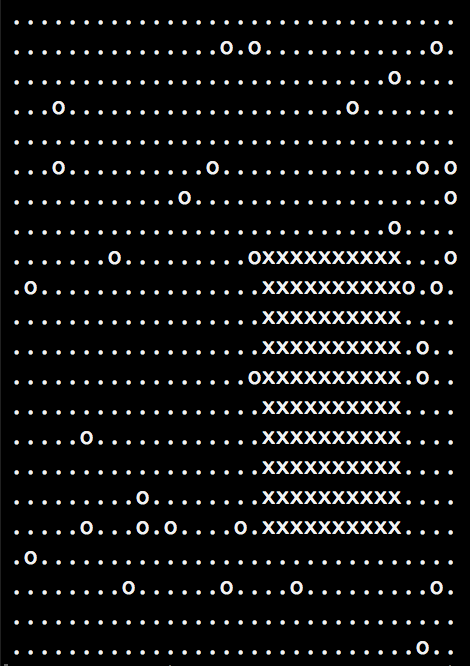 ................................
...............o.o............o.
...........................o....
...o....................o.......
................................
...o..........o..............o.o
............o..................o
...........................o....
.......o.........oxxxxxxxxxx...o
.o................xxxxxxxxxxo.o.
..................xxxxxxxxxx....
..................xxxxxxxxxx.o..
.................oxxxxxxxxxx.o..
..................xxxxxxxxxx....
.....o............xxxxxxxxxx....
..................xxxxxxxxxx....
.........o........xxxxxxxxxx....
.....o...o.o....o.xxxxxxxxxx....
.o..............................
........o......o....o.........o.
................................
.............................o..